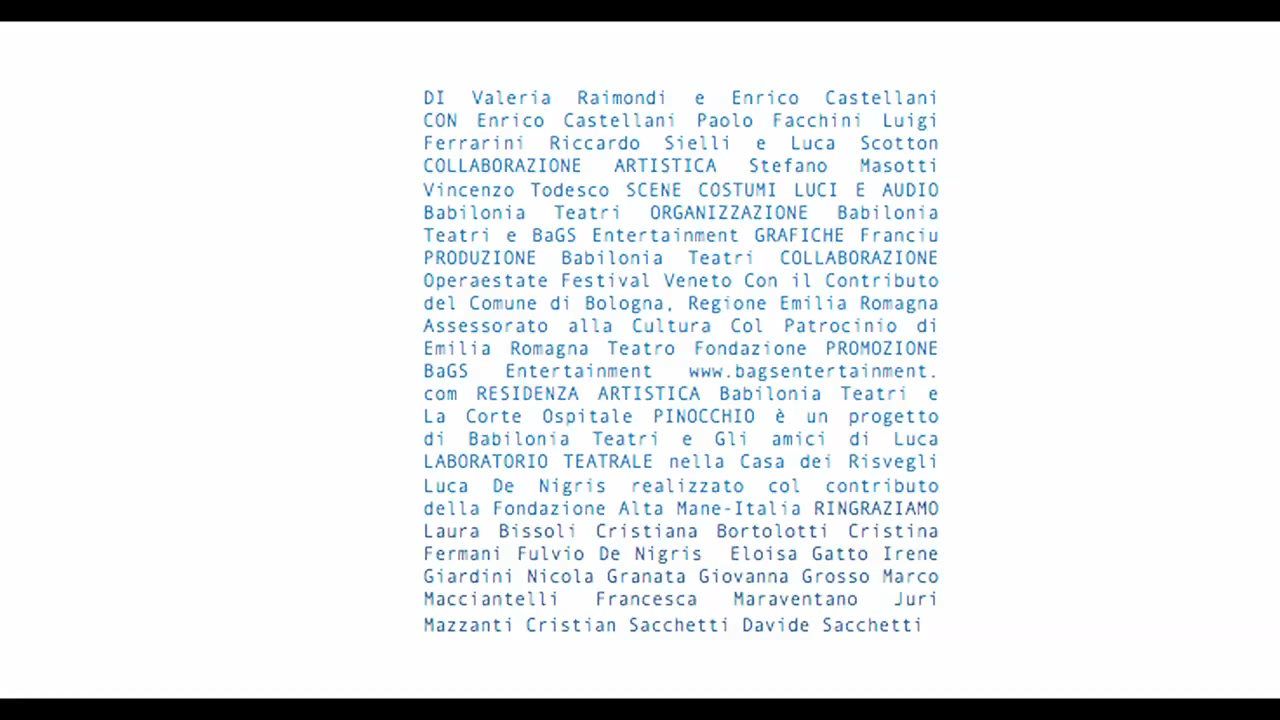 DI Valeria Raimondi e Enrico Castellani
CON Enrico Castellani Paolo Facchini Luigi
Ferrarini Riccardo Sielli e Luca Scotton
COLLABORAZIONE ARTISTICA Stefano Masotti
Vincenzo Todesco SCENE COSTUMI LUCI E AUDIO
Babilonia Teatri ORGANIZZAZIONE Babilonia
Teatri e BaGS Entertainment GRAFICHE Franciu
PRODUZIONE Babilonia Teatri COLLABORAZIONE
Operaestate Festival Veneto Con il Contributo
del Comune di Bologna, Regione Emilia Romagna
Assessorato alla Cultura Col Patrocinio di
Emilia Romagna Teatro Fondazione PROMOZIONE
BaGS Entertainment www.bagsentertainment.
com RESIDENZA ARTISTICA Babilonia Teatri e
La Corte Ospitale PINOCCHIO è un progetto
di Babilonia Teatri e Gli amici di Luca
LABORATORIO TEATRALE nella Casa dei Risvegli
Luca De Nigris realizzato col contributo
della Fondazione Alta Mane-Italia RINGRAZIAMO
Laura Bissoli Cristiana Bortolotti Cristina
Fermani Fulvio De Nigris Eloisa Gatto Irene
Giardini Nicola Granata Giovanna Grosso Marco
Macciantelli Francesca Maraventano Juri
Mazzanti Cristian Sacchetti Davide Sacchetti